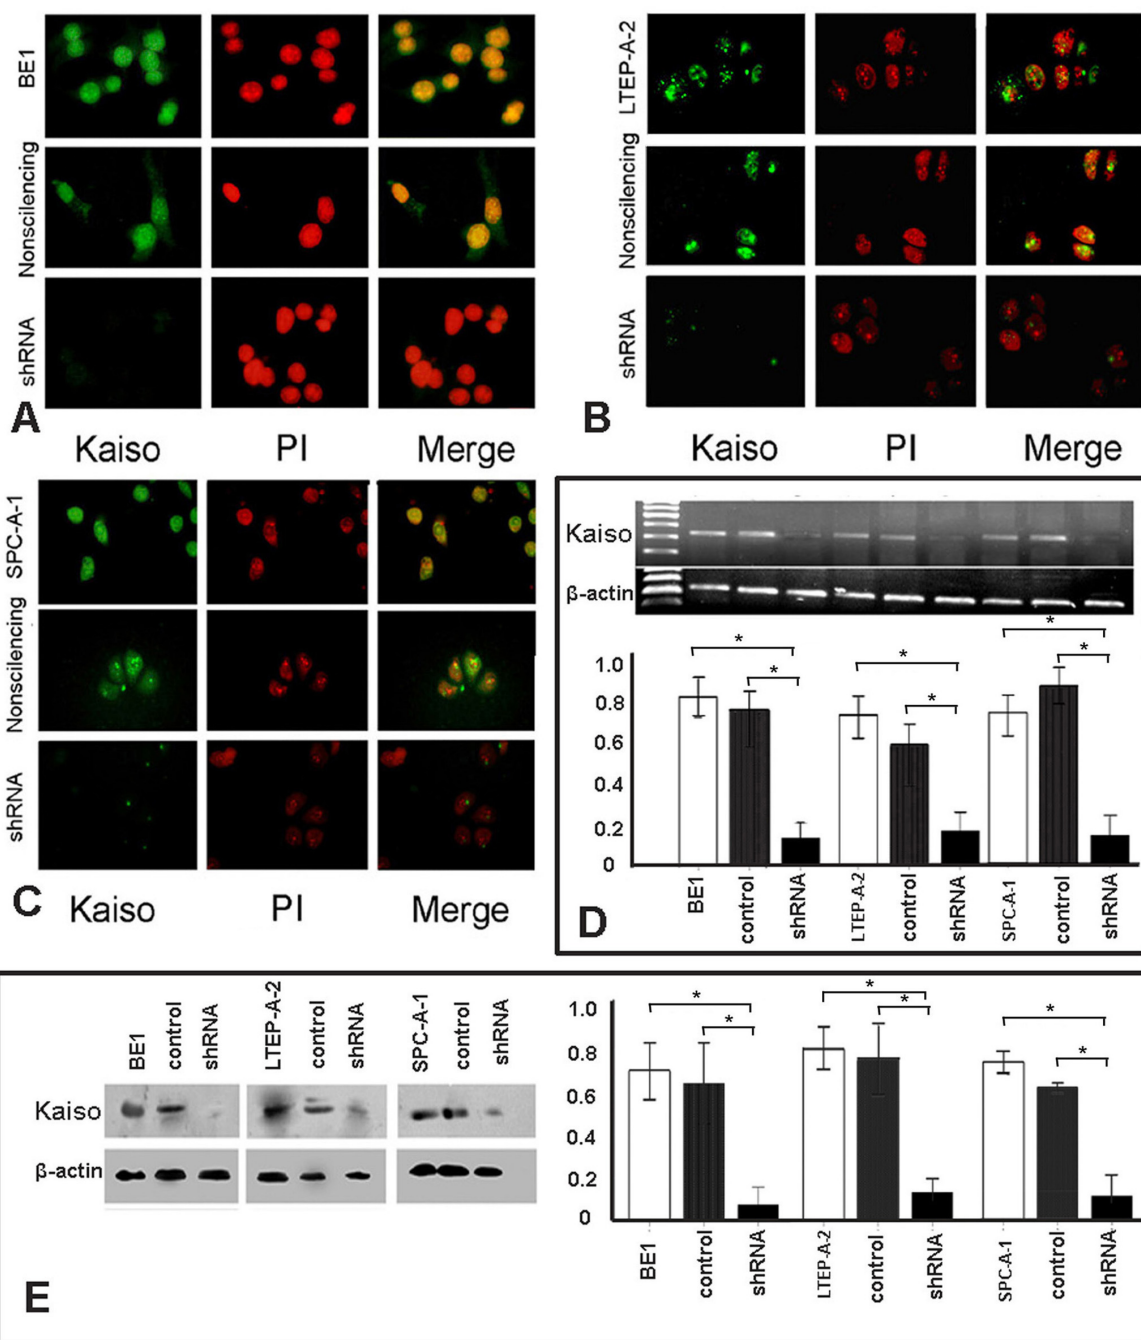 BE1
Nonscilencing
shRNA
A
Kaiso
PI
Merge
LTEP-A-2
Nonscilencing
shRNA
B
Kaiso
PI
Merge
SPC-A-1
Nonscilencing
shRNA
C
Kaiso
PI
Merge
Kaiso
β-actin
* * * * * *
1.0
0.8
0.6
0.4
0.2
0
BE1 control shRNA LTEP-A-2 control shRNA SPC-A-1 control shRNA
D
BE1 control shRNA LTEP-A-2 control shRNA SPC-A-1 control shRNA
Kaiso
β-actin
* * * * * *
1.0
0.8
0.6
0.4
0.2
0
BE1 control shRNA LTEP-A-2 control shRNA SPC-A-1 control shRNA
E